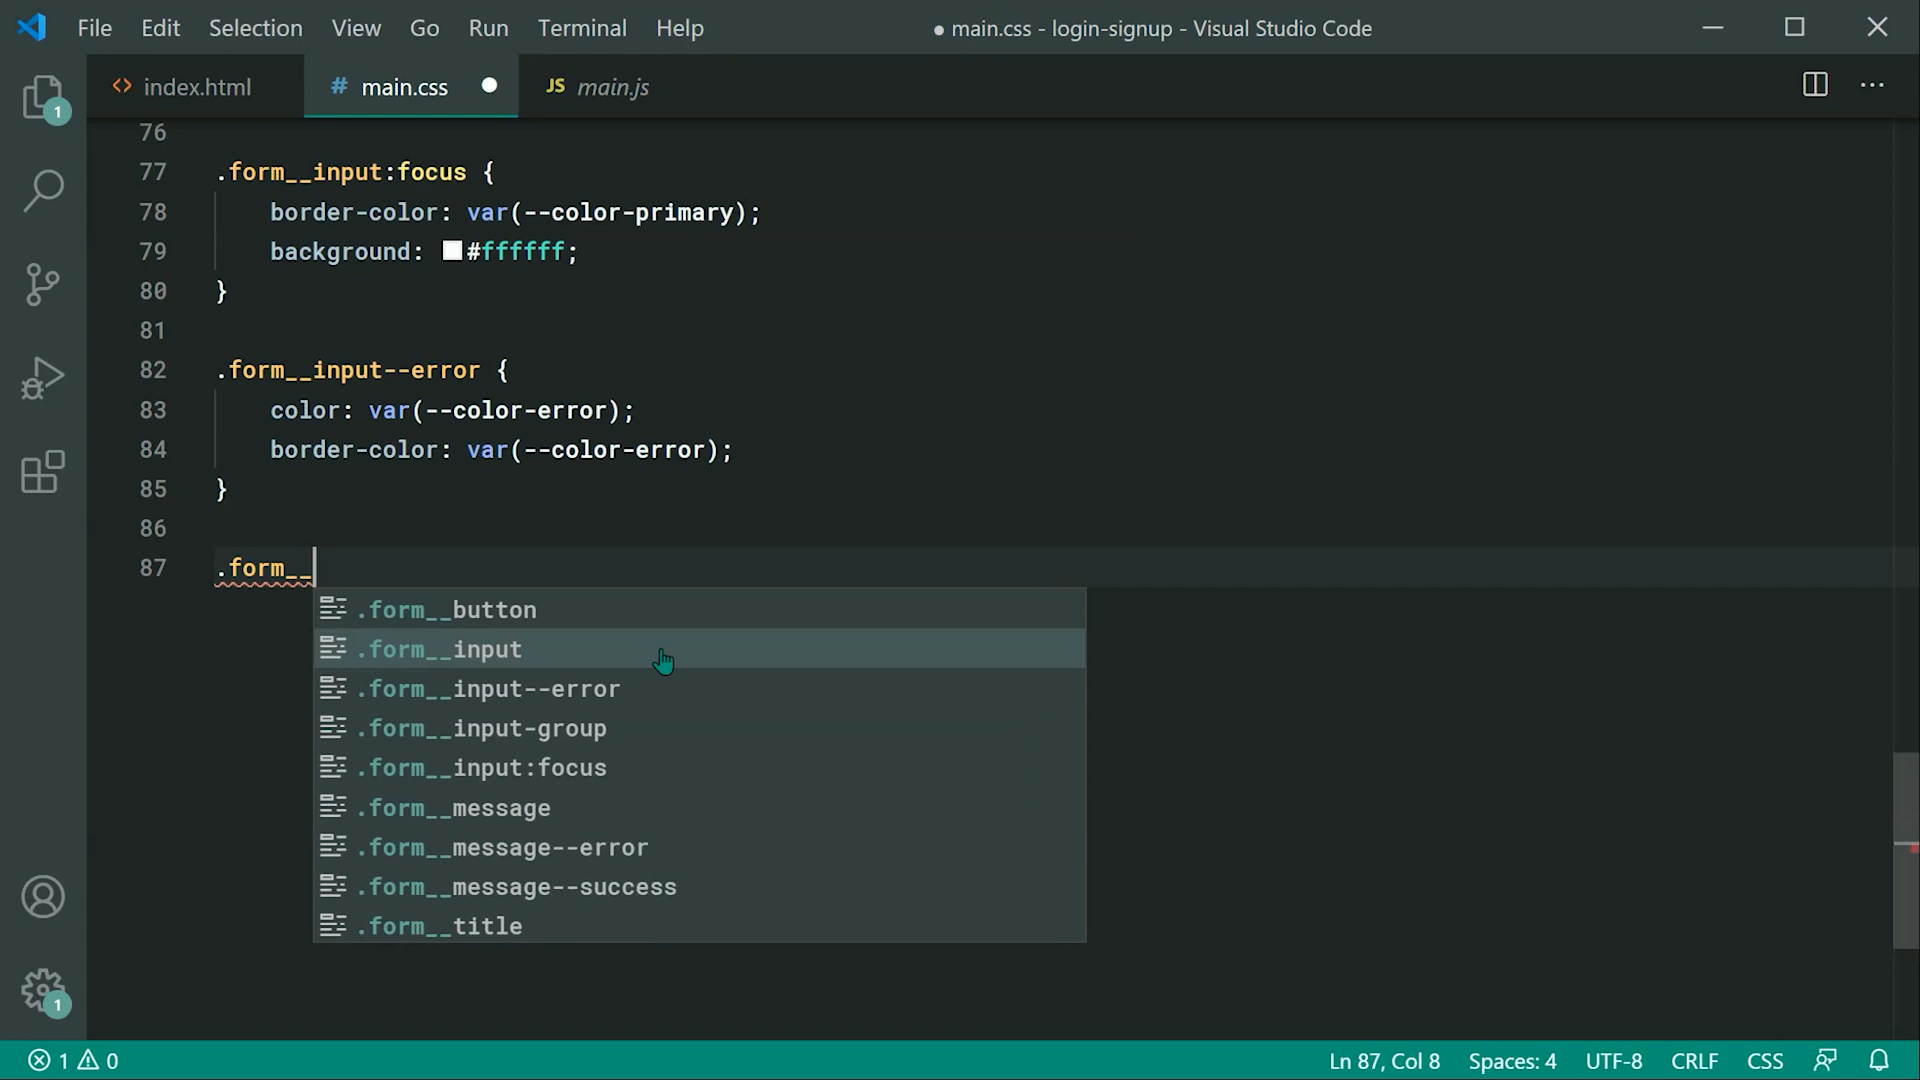 File Edit Selection View Go Run Terminal Help ● main.css - login-signup - Visual Studio Code
<> index.html # main.css ● JS main.js ...
1
76
77 .form__input:focus {
78 border-color: var(--color-primary);
79 background: #ffffff;
80 }
81
82 .form__input--error {
83 color: var(--color-error);
84 border-color: var(--color-error);
85 }
86
87 .form__
.form__button
.form__input
.form__input--error
.form__input-group
.form__input:focus
.form__message
.form__message--error
.form__message--success
.form__title
1
1 0 Ln 87, Col 8 Spaces: 4 UTF-8 CRLF CSS